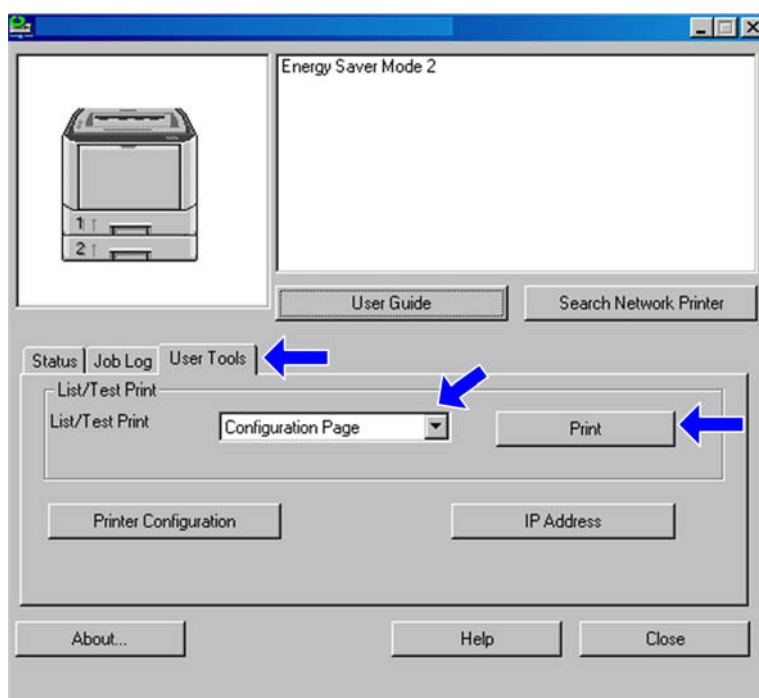 Energy Saver Mode 2
1
2
User Guide
Search Network Printer
Status
Job Log
User Tools
List/Test Print
List/Test Print
Configuration Page
Print
Printer Configuration
IP Address
About...
Help
Close